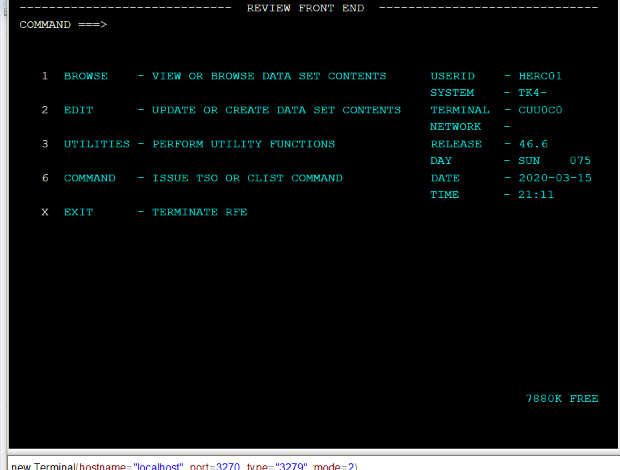 ------------------------------ REVIEW FRONT END ------------------------------
COMMAND ===>
1 BROWSE - VIEW OR BROWSE DATA SET CONTENTS USERID - HERC01
SYSTEM - TK4-
2 EDIT - UPDATE OR CREATE DATA SET CONTENTS TERMINAL - CUU0C0
NETWORK -
3 UTILITIES - PERFORM UTILITY FUNCTIONS RELEASE - 46.6
DAY - SUN 075
6 COMMAND - ISSUE TSO OR CLIST COMMAND DATE - 2020-03-15
TIME - 21:11
X EXIT - TERMINATE RFE
7880K FREE
new Terminal(hostname="localhost", port=3270, type="3279", mode=2)